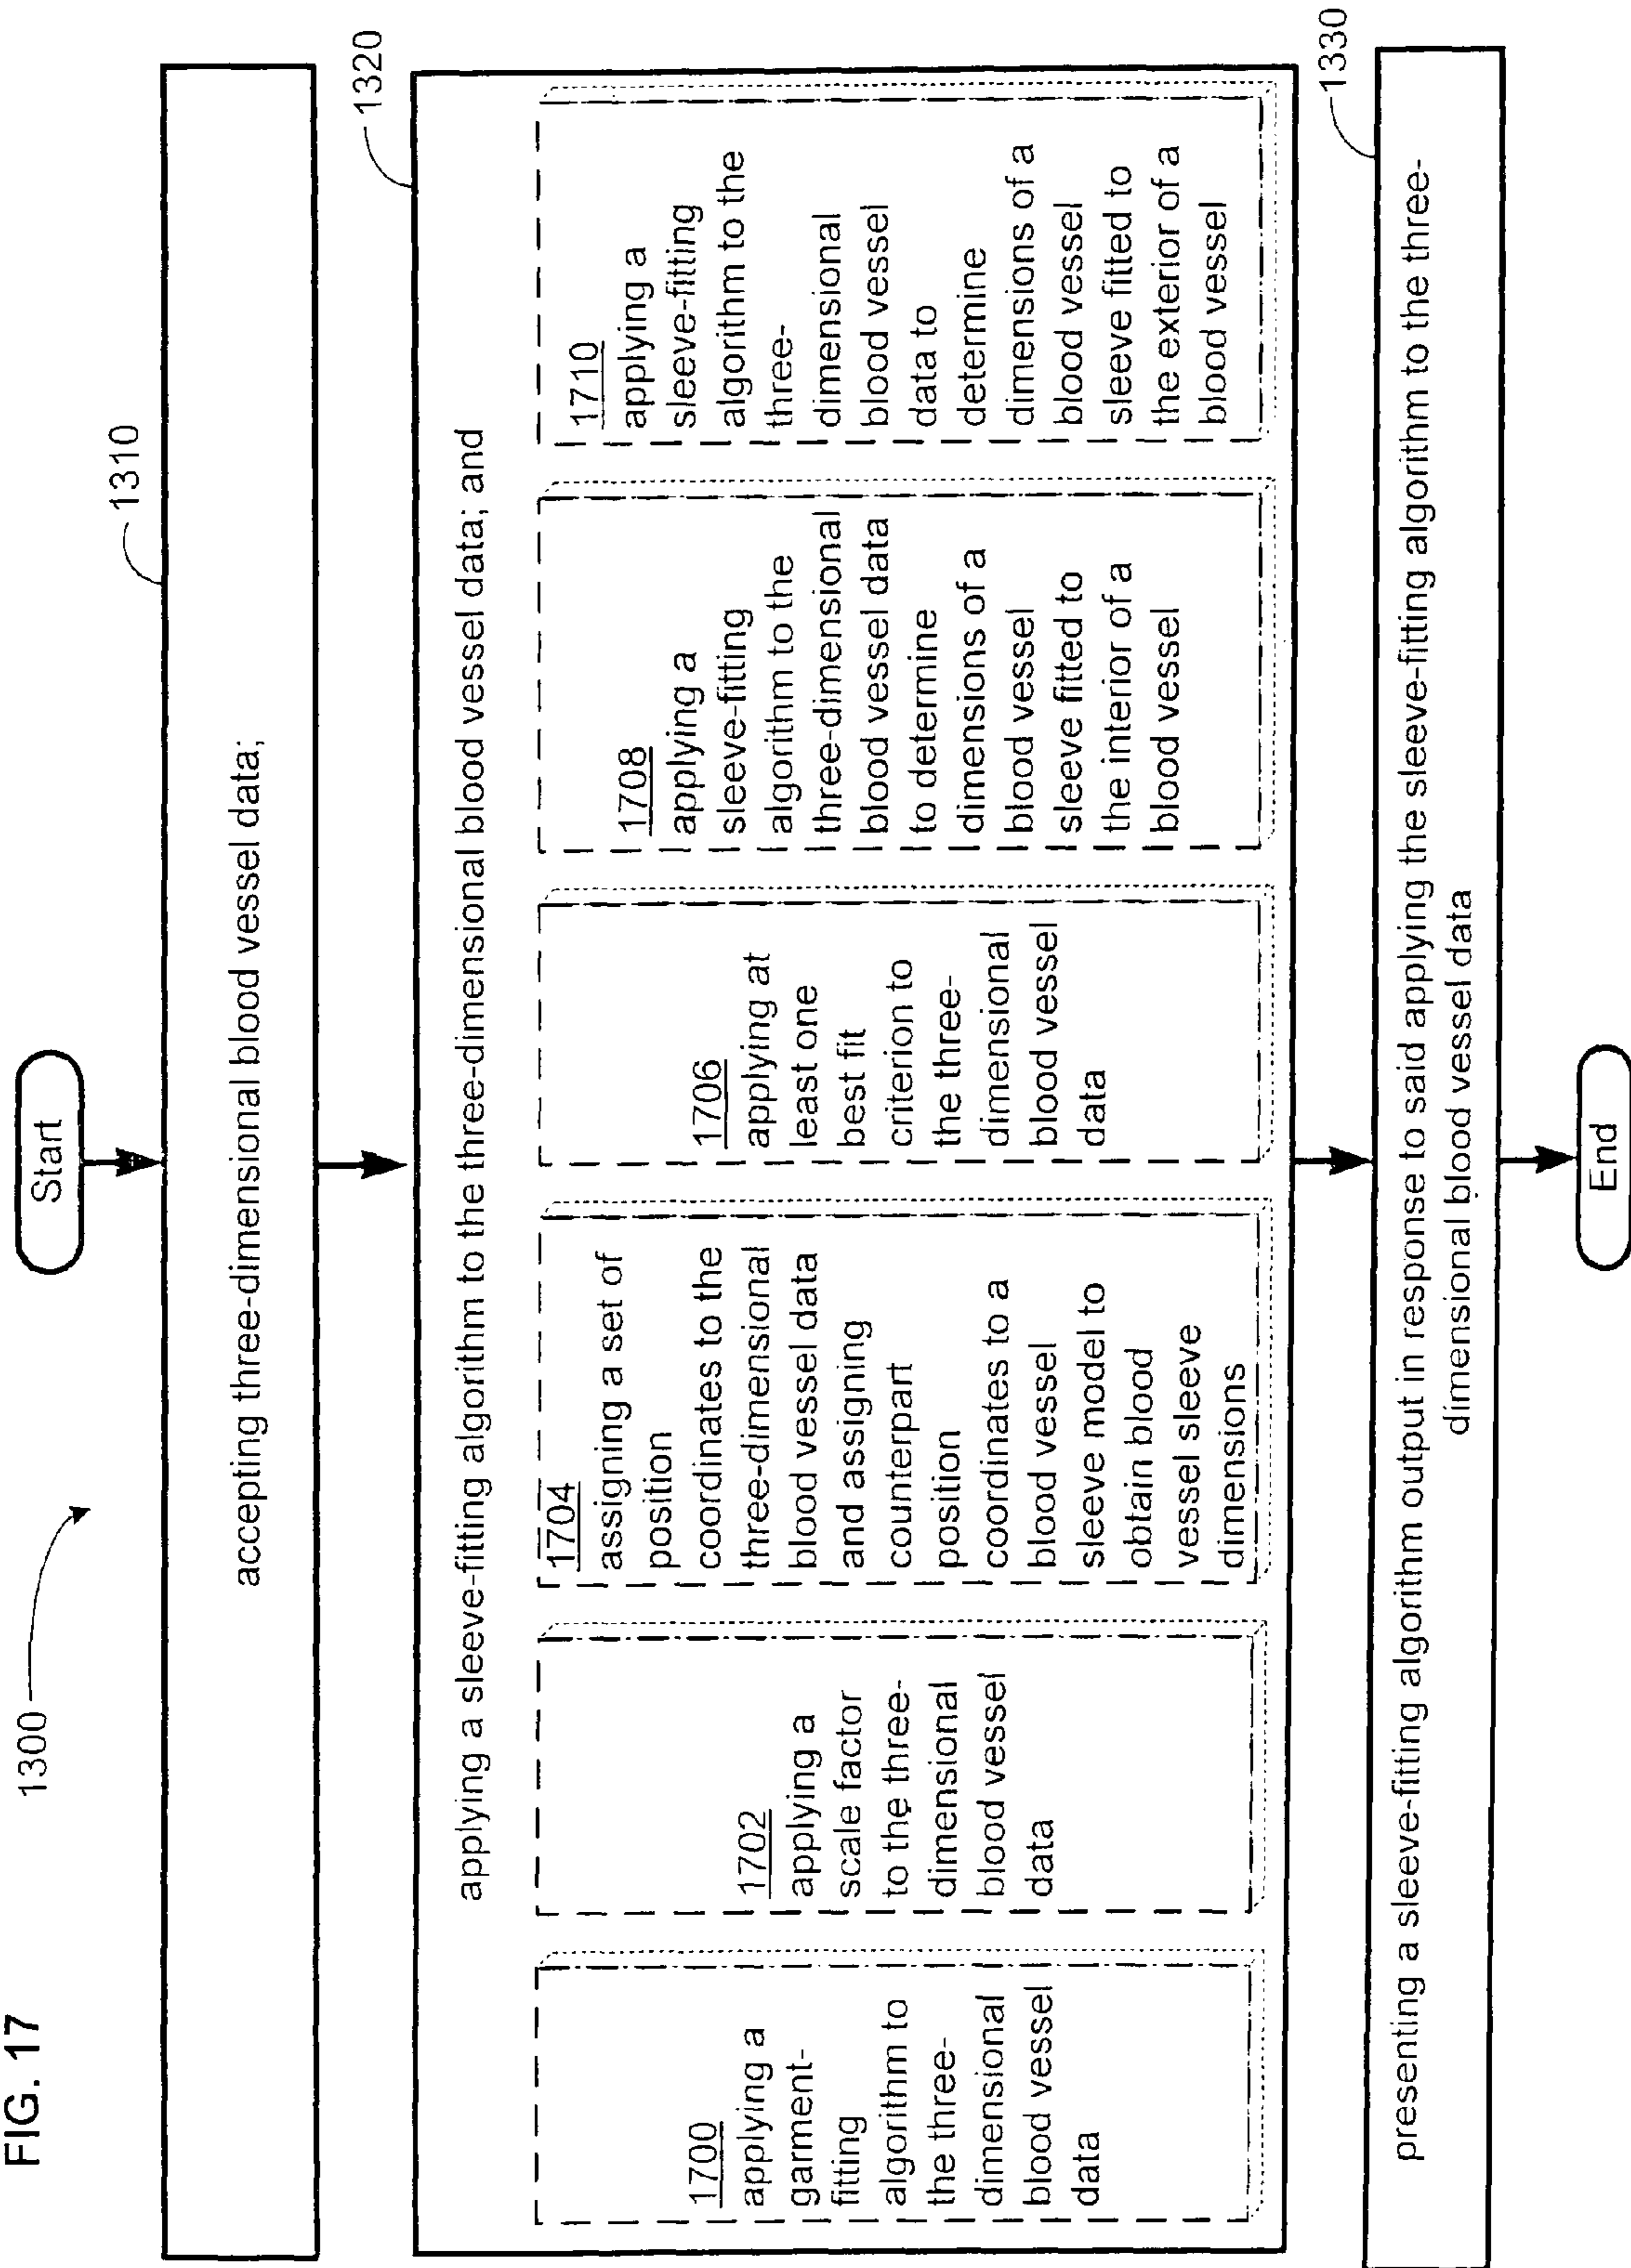 FIG. 17
1300
Start
1310
accepting three-dimensional blood vessel data;
1320
applying a sleeve-fitting algorithm to the three-dimensional blood vessel data; and
1700
applying a
garment-
fitting
algorithm to
the three-
dimensional
blood vessel
data
1702
applying a
scale factor
to the three-
dimensional
blood vessel
data
1704
assigning a set of
position
coordinates to the
three-dimensional
blood vessel data
and assigning
counterpart
position
coordinates to a
blood vessel
sleeve model to
obtain blood
vessel sleeve
dimensions
1706
applying at
least one
best fit
criterion to
the three-
dimensional
blood vessel
data
1708
applying a
sleeve-fitting
algorithm to the
three-dimensional
blood vessel data
to determine
dimensions of a
blood vessel
sleeve fitted to
the interior of a
blood vessel
1710
applying a
sleeve-fitting
algorithm to the
three-
dimensional
blood vessel
data to
determine
dimensions of a
blood vessel
sleeve fitted to
the exterior of a
blood vessel
1330
presenting a sleeve-fitting algorithm output in response to said applying the sleeve-fitting algorithm to the three-
dimensional blood vessel data
End